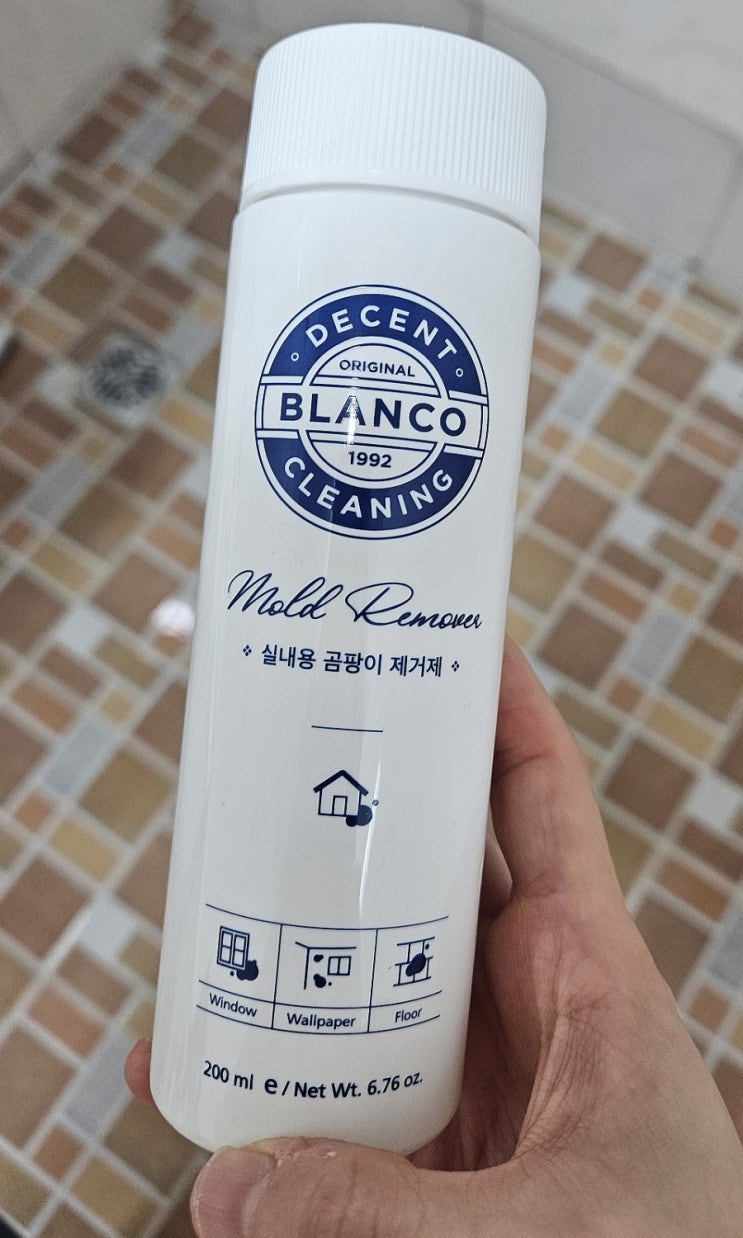 DECENT
ORIGINAL
BLANCO
1992
CLEANING
Mold Remover
실내용 곰팡이 제거제
Window
Wallpaper
Floor
200 ml e / Net Wt. 6.76 oz.